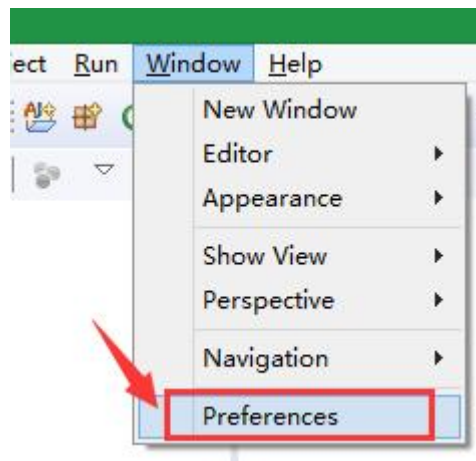 ect Run Window Help
New Window
Editor
Appearance
Show View
Perspective
Navigation
Preferences